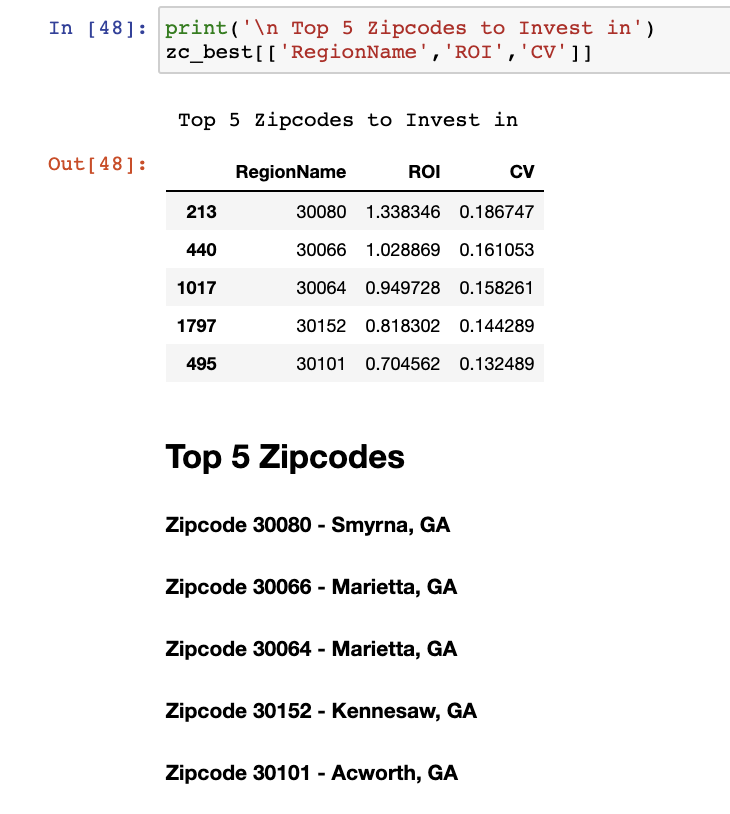 In [48]: print('\n Top 5 Zipcodes to Invest in')
zc_best[['RegionName','ROI','CV']]
Top 5 Zipcodes to Invest in
Out[48]:
RegionName ROI CV
213 30080 1.338346 0.186747
440 30066 1.028869 0.161053
1017 30064 0.949728 0.158261
1797 30152 0.818302 0.144289
495 30101 0.704562 0.132489
Top 5 Zipcodes
Zipcode 30080 - Smyrna, GA
Zipcode 30066 - Marietta, GA
Zipcode 30064 - Marietta, GA
Zipcode 30152 - Kennesaw, GA
Zipcode 30101 - Acworth, GA